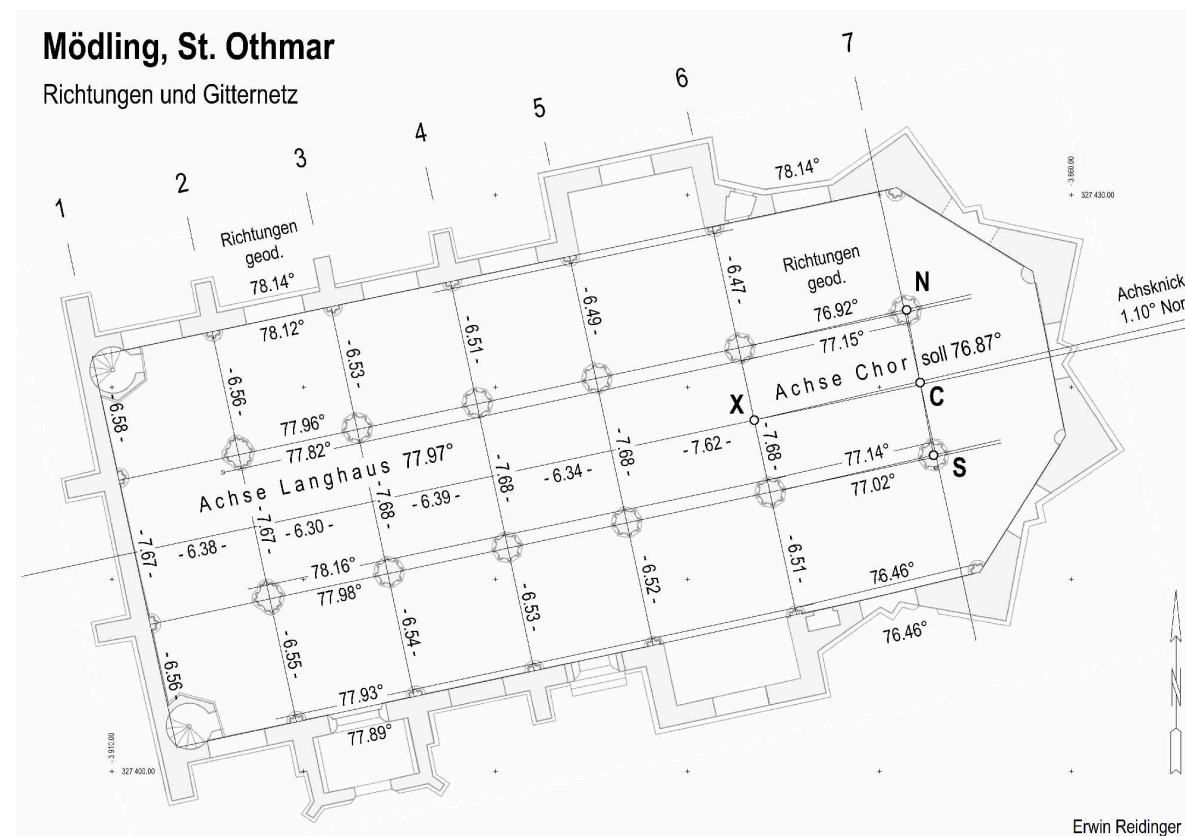 Mödling, St. Othmar
Richtungen und Gitternetz
1
2
3
4
5
6
7
Richtungen
geod.
78.14°
78.12°
78.14°
- 3 860.00
327 430.00
Richtungen
geod.
76.92°
77.15°
N
Achsknick
1.10° Nor
Achse Chor soll 76.87°
X
C
S
- 6.58 -
- 6.56 -
- 6.53 -
- 6.51 -
- 6.49 -
- 6.47 -
77.96°
77.82°
Achse Langhaus 77.97°
- 7.67 -
- 7.67 -
- 7.68 -
- 7.68 -
- 7.68 -
- 7.68 -
- 6.38 -
- 6.30 -
- 6.39 -
- 6.34 -
- 7.62 -
77.14°
77.02°
78.16°
77.98°
- 6.56 -
- 6.55 -
- 6.54 -
- 6.53 -
- 6.52 -
- 6.51 -
76.46°
76.46°
77.93°
77.89°
- 3 910.00
327 400.00
N
Erwin Reidinger